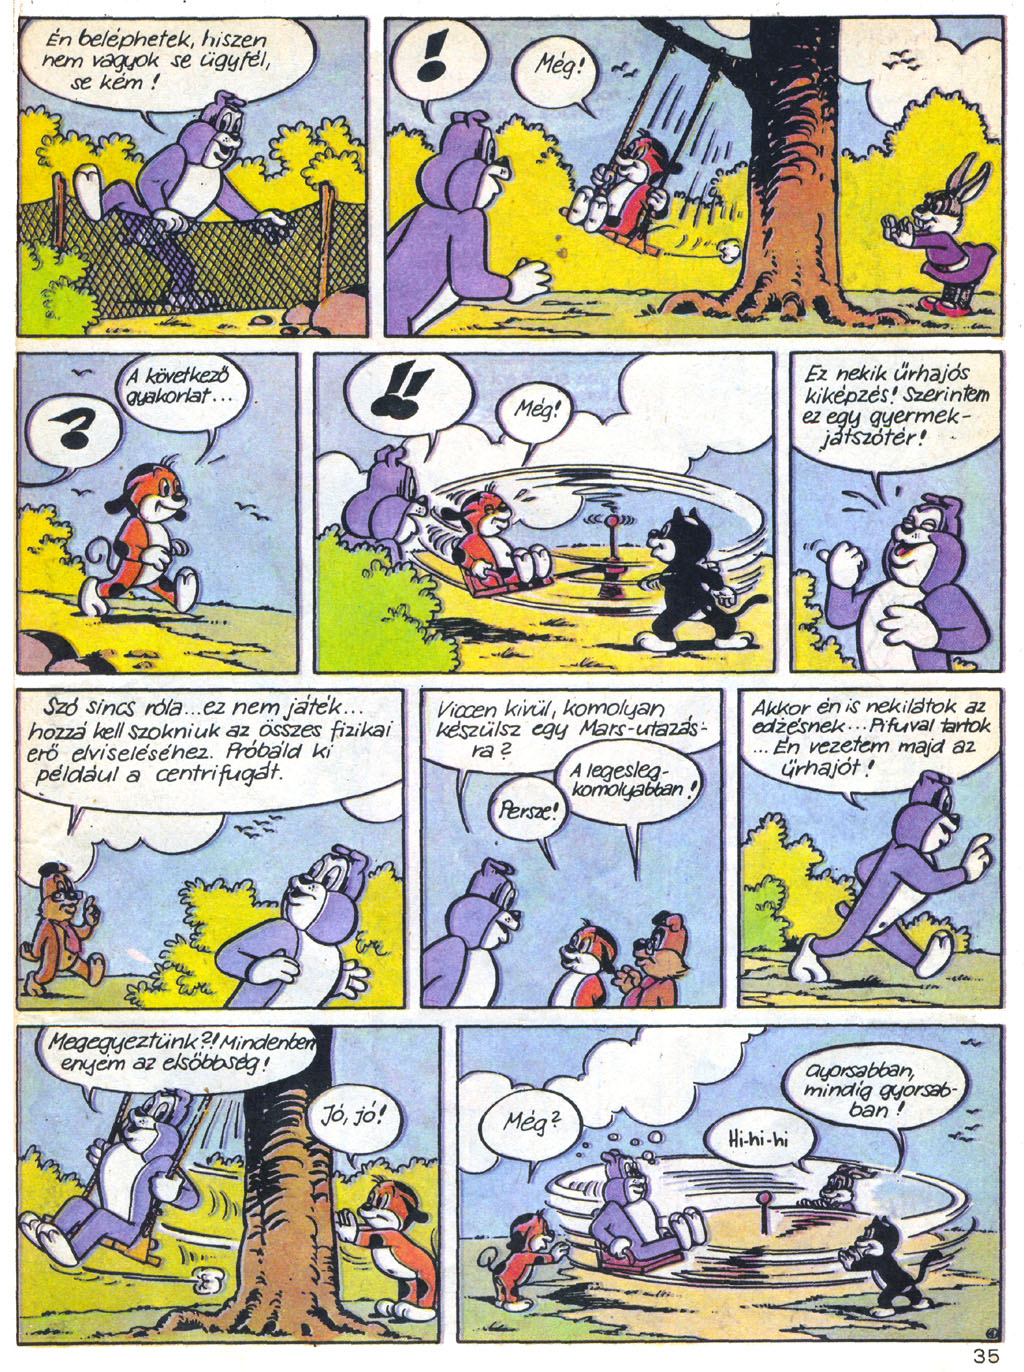 Én beléphetek, hiszen
nem vagyok se ügyfél,
se kém!
!
Még!
?
A következő
gyakorlat...
!!
Még!
Ez nekik űrhajós
kiképzés! Szerintem
ez egy gyermek-
játszótér!
Szó sincs róla...ez nem játék...
hozzá kell szokniuk az összes fizikai
erő elviseléséhez. Próbáld ki
például a centrifugát.
Viccen kívül, komolyan
készülsz egy Mars-utazás-
ra?
Persze!
A legesleg-
komolyabban!
Akkor én is nekilátok az
edzésnek...Pifuval tartok
...Én vezetem majd az
űrhajót!
Megegyeztünk?! Mindenben
enyém az elsőbbség!
Jó, jó!
Még?
Hi-hi-hi
Gyorsabban,
mindig gyorsab-
ban!
35